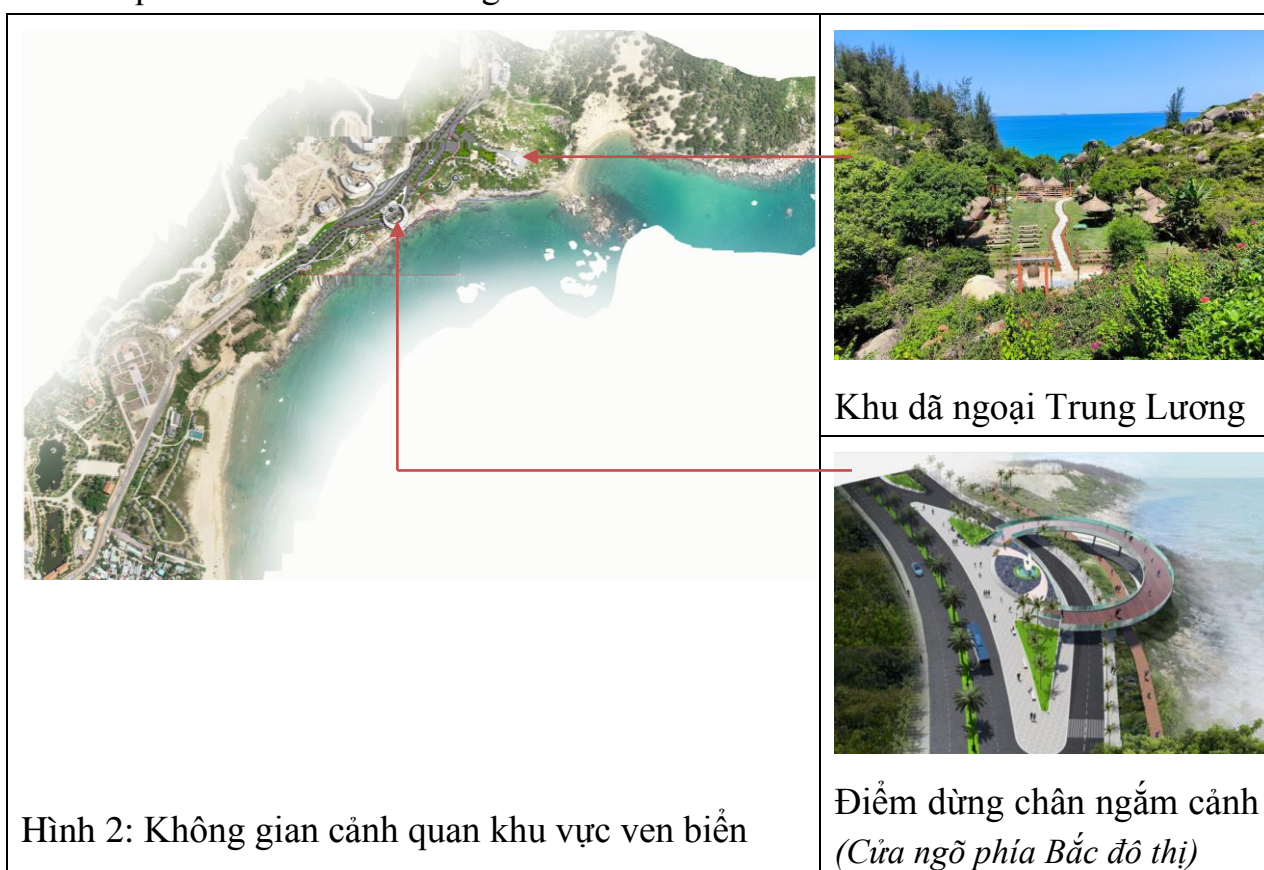 Khu dã ngoại Trung Lương
Hình 2: Không gian cảnh quan khu vực ven biển
Điểm dừng chân ngắm cảnh
(Cửa ngõ phía Bắc đô thị)